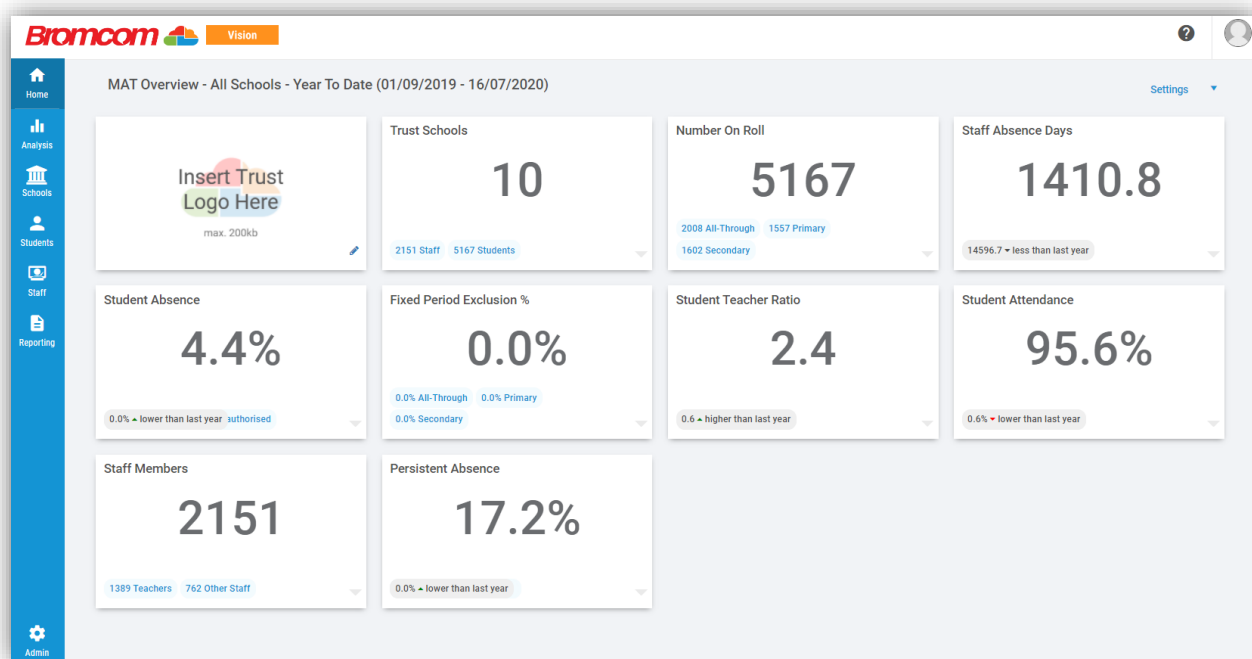 Bromcom Vision
MAT Overview - All Schools - Year To Date (01/09/2019 - 16/07/2020)
Settings
Home
Analysis
Schools
Students
Staff
Reporting
Admin
Insert Trust
Logo Here
max. 200kb
Trust Schools
10
2151 Staff 5167 Students
Number On Roll
5167
2008 All-Through 1557 Primary
1602 Secondary
Staff Absence Days
1410.8
14596.7 less than last year
Student Absence
4.4%
0.0% lower than last year authorised
Fixed Period Exclusion %
0.0%
0.0% All-Through 0.0% Primary
0.0% Secondary
Student Teacher Ratio
2.4
0.6 higher than last year
Student Attendance
95.6%
0.6% lower than last year
Staff Members
2151
1389 Teachers 762 Other Staff
Persistent Absence
17.2%
0.0% lower than last year